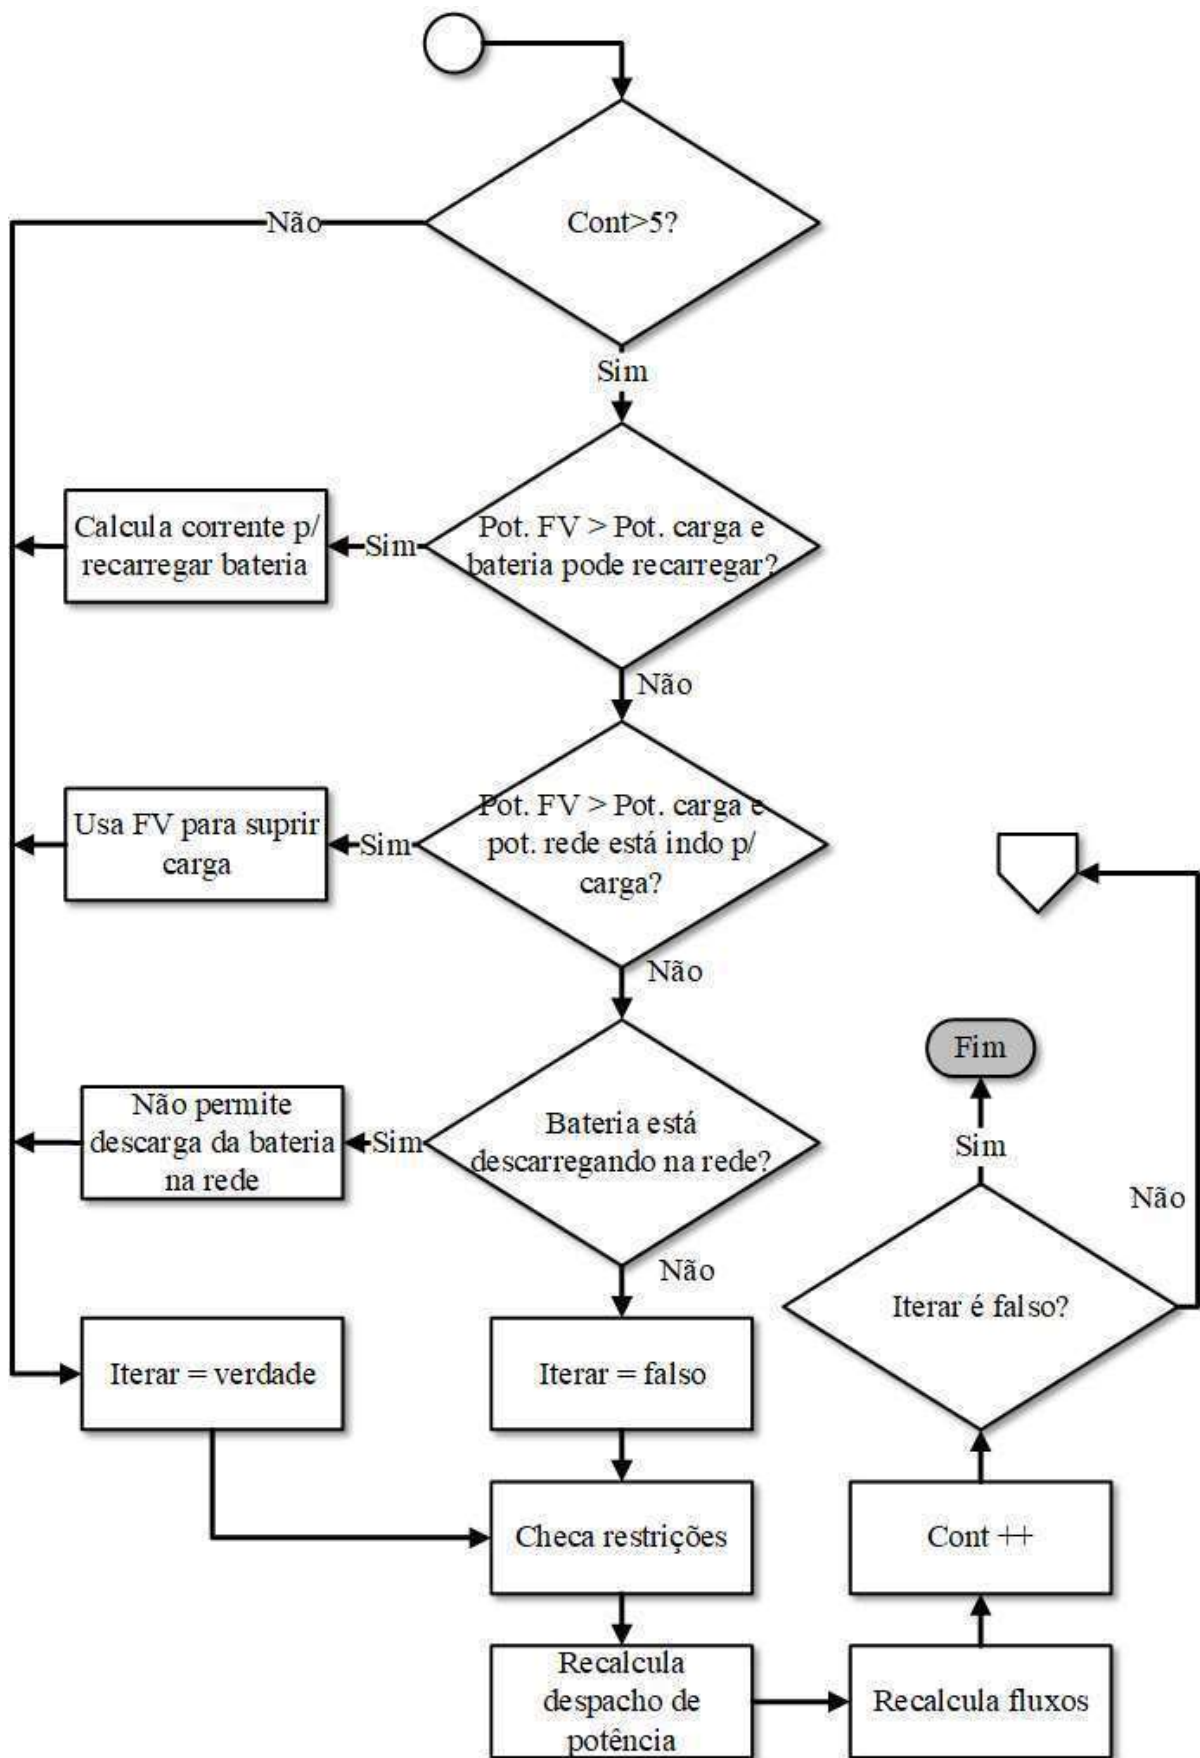 Cont>5?
Não
Sim
Pot. FV > Pot. carga e
bateria pode recarregar?
Sim
Calcula corrente p/
recarregar bateria
Não
Pot. FV > Pot. carga e
pot. rede está indo p/
carga?
Sim
Usa FV para suprir
carga
Não
Bateria está
descarregando na rede?
Sim
Não permite
descarga da bateria
na rede
Não
Iterar = verdade
Iterar = falso
Checa restrições
Recalcula
despacho de
potência
Recalcula fluxos
Cont ++
Iterar é falso?
Sim
Não
Fim